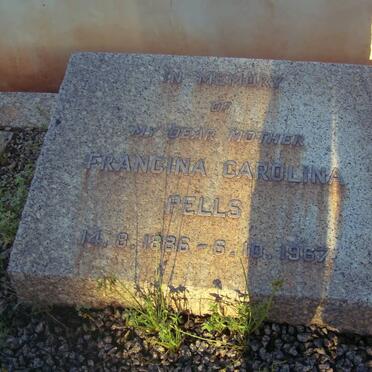 IN MEMORY
OF
MY DEAR MOTHER
FRANCINA CAROLINA
PELLS
14.8.1886 - 6.10.1967